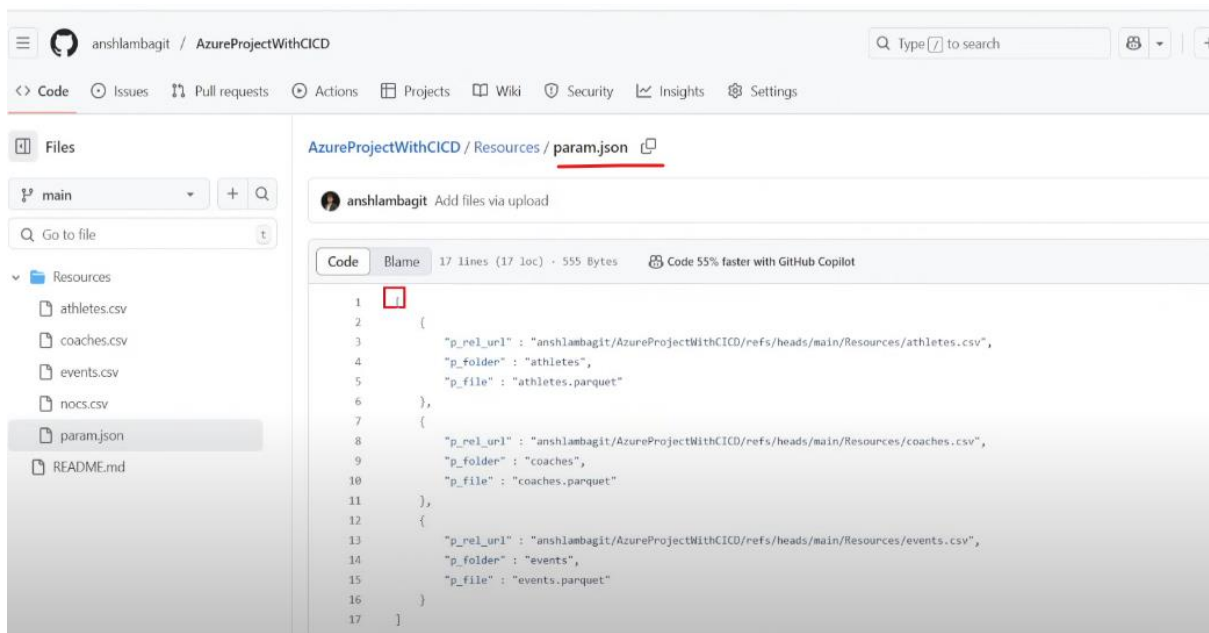 anshlambagit / AzureProjectWithCICD
Type / to search
Code Issues Pull requests Actions Projects Wiki Security Insights Settings
Files
main
Go to file
t
Resources
athletes.csv
coaches.csv
events.csv
nocs.csv
param.json
README.md
AzureProjectWithCICD / Resources / param.json
anshlambagit Add files via upload
Code Blame 17 lines (17 loc) · 555 Bytes Code 55% faster with GitHub Copilot
1 [
2 {
3 "p_rel_url" : "anshlambagit/AzureProjectWithCICD/refs/heads/main/Resources/athletes.csv",
4 "p_folder" : "athletes",
5 "p_file" : "athletes.parquet"
6 },
7 {
8 "p_rel_url" : "anshlambagit/AzureProjectWithCICD/refs/heads/main/Resources/coaches.csv",
9 "p_folder" : "coaches",
10 "p_file" : "coaches.parquet"
11 },
12 {
13 "p_rel_url" : "anshlambagit/AzureProjectWithCICD/refs/heads/main/Resources/events.csv",
14 "p_folder" : "events",
15 "p_file" : "events.parquet"
16 }
17 ]